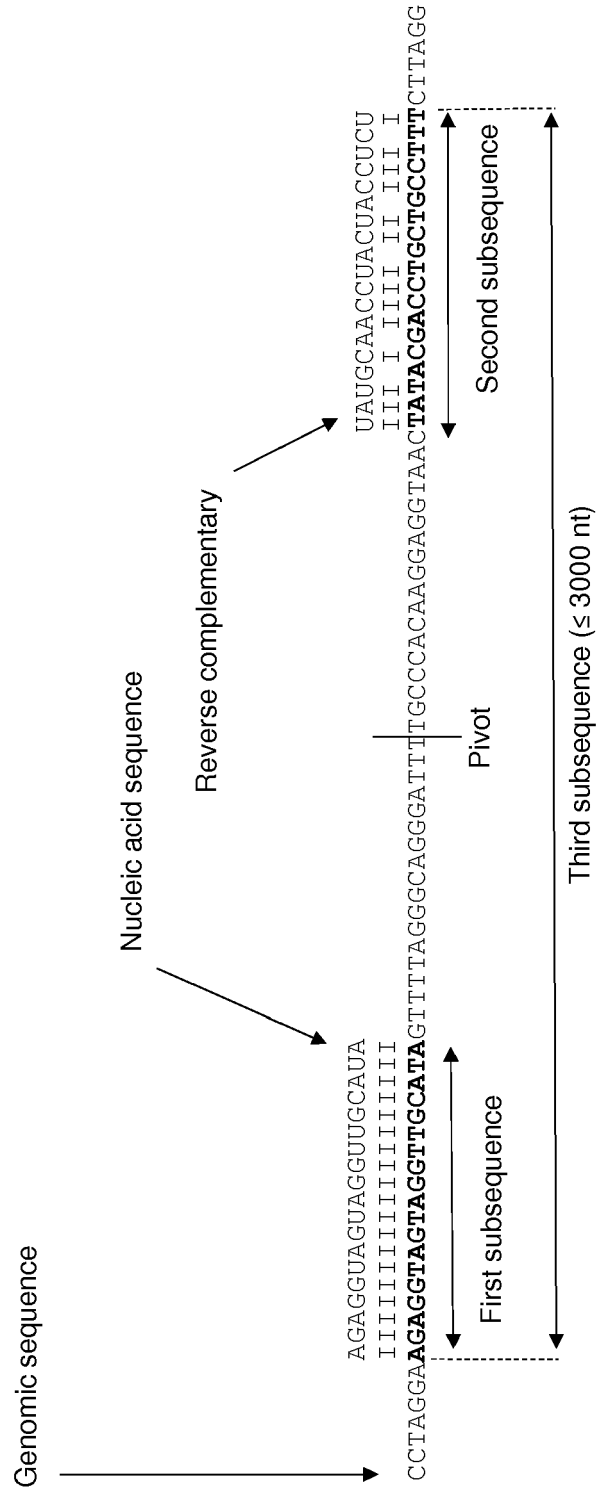 Genomic sequence
Nucleic acid sequence
Reverse complementary
AGAGGUAGUAGGUUGCAUA UAUGCAACCUACUACCUCU
IIIIIIIIIIIIIIIIIII III I IIII II III I
CCTAGGAAGAGGTAGTAGGTTGCATAGTTTTAGGGCAGGGATTTTGCCCACAAGGAGGTAACTATACGACCTGCTGCCTTTCTTAGG
First subsequence Pivot Second subsequence
Third subsequence (≤ 3000 nt)